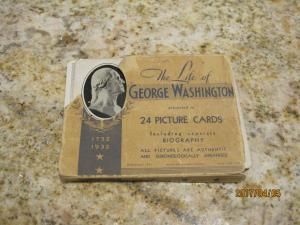 The Life of
GEORGE WASHINGTON
presented in
24 PICTURE CARDS
Including separate
BIOGRAPHY
ALL PICTURES ARE AUTHENTIC
AND CHRONOLOGICALLY ARRANGED
1732
1932